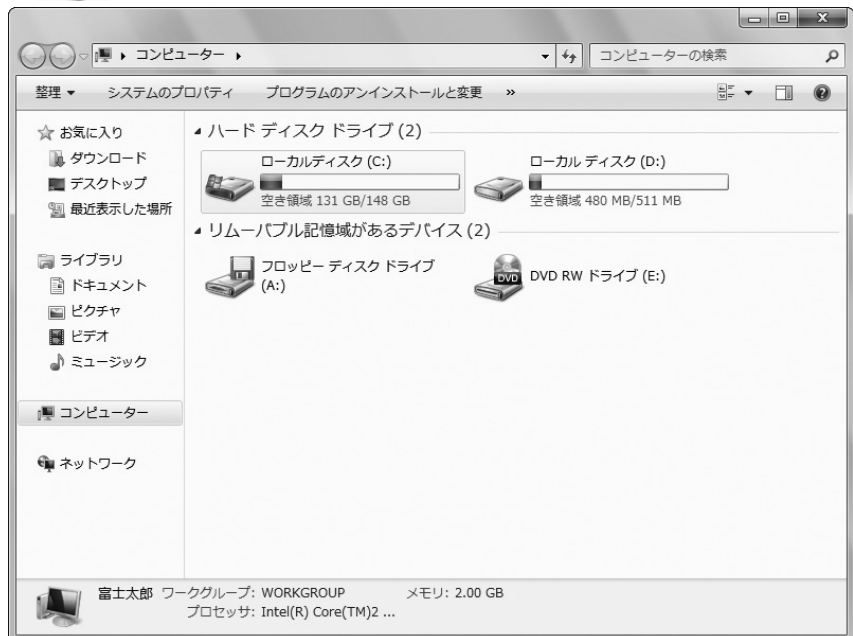 コンピューター
コンピューターの検索
整理 システムのプロパティ プログラムのアンインストールと変更 »
お気に入り
ダウンロード
デスクトップ
最近表示した場所
ライブラリ
ドキュメント
ピクチャ
ビデオ
ミュージック
コンピューター
ネットワーク
ハード ディスク ドライブ (2)
ローカルディスク (C:)
空き領域 131 GB/148 GB
ローカル ディスク (D:)
空き領域 480 MB/511 MB
リムーバブル記憶域があるデバイス (2)
フロッピー ディスク ドライブ
(A:)
DVD
DVD RW ドライブ (E:)
富士太郎 ワークグループ: WORKGROUP メモリ: 2.00 GB
プロセッサ: Intel(R) Core(TM)2 ...